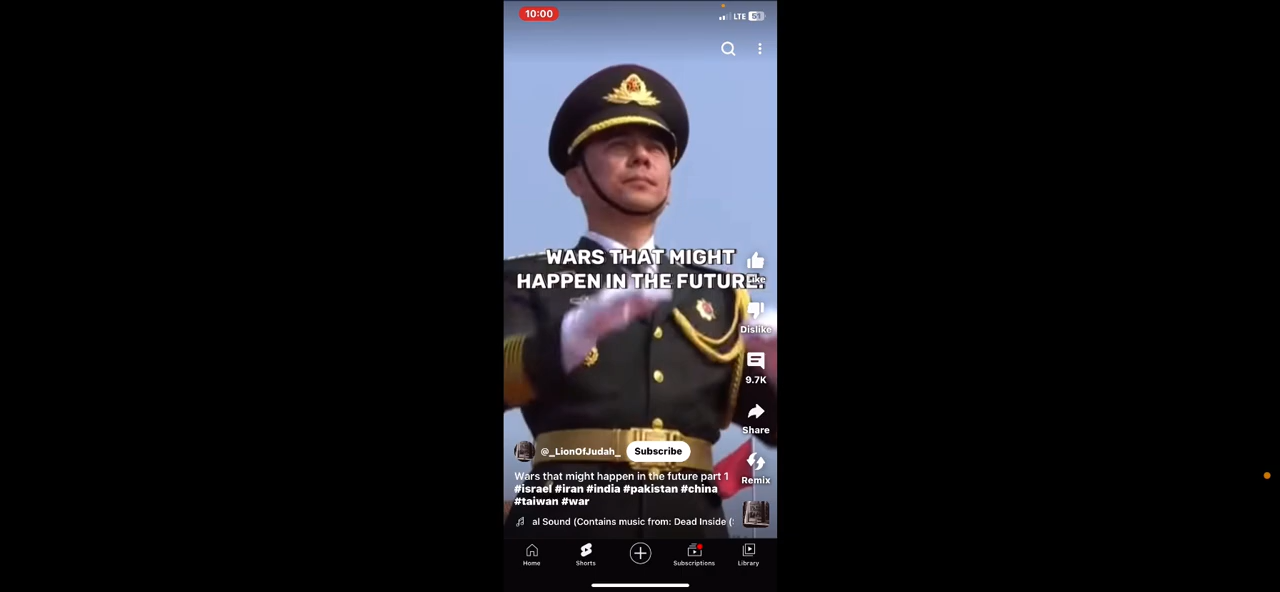 10:00
LTE 51
WARS THAT MIGHT
HAPPEN IN THE FUTURE.
Like
Dislike
9.7K
Share
@_LionOfJudah_ Subscribe
Wars that might happen in the future part 1
#israel #iran #india #pakistan #china
#taiwan #war
Remix
al Sound (Contains music from: Dead Inside (
Home
Shorts
Subscriptions
Library